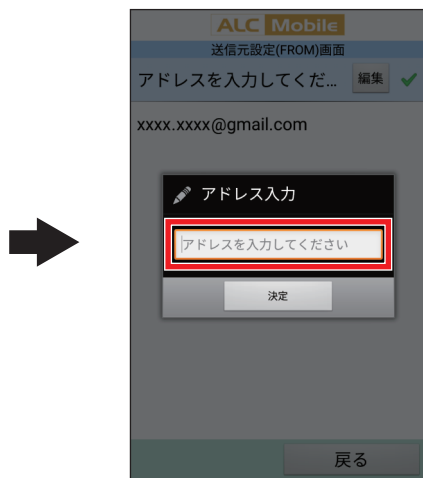 ALC Mobile
送信元設定(FROM)画面
アドレスを入力してくだ... 編集
xxxx.xxxx@gmail.com
アドレス入力
アドレスを入力してください
決定
戻る